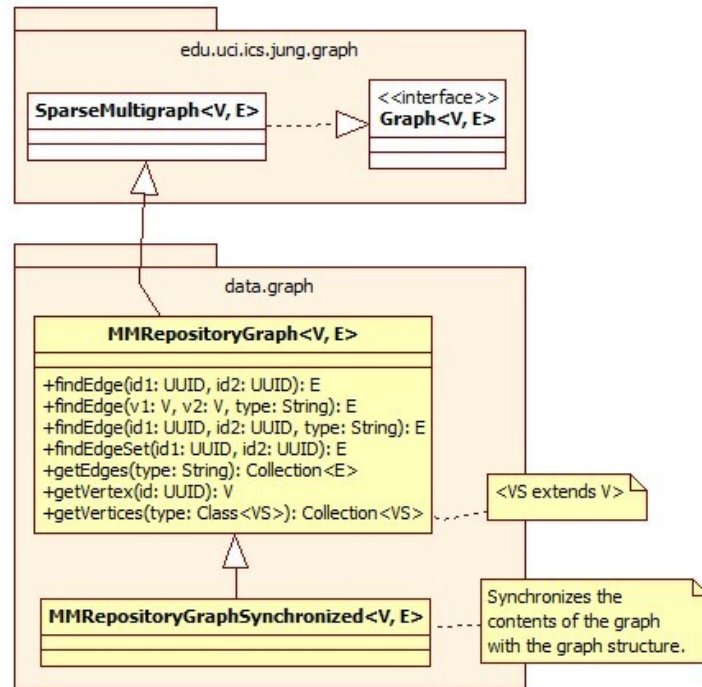 edu.uci.ics.jung.graph
SparseMultigraph<V, E>
<<interface>>
Graph<V, E>
data.graph
MMRepositoryGraph<V, E>
+findEdge(id1: UUID, id2: UUID): E
+findEdge(v1: V, v2: V, type: String): E
+findEdge(id1: UUID, id2: UUID, type: String): E
+findEdgeSet(id1: UUID, id2: UUID): E
+getEdges(type: String): Collection<E>
+getVertex(id: UUID): V
+getVertices(type: Class<VS>): Collection<VS>
<VS extends V>
MMRepositoryGraphSynchronized<V, E>
Synchronizes the
contents of the graph
with the graph structure.